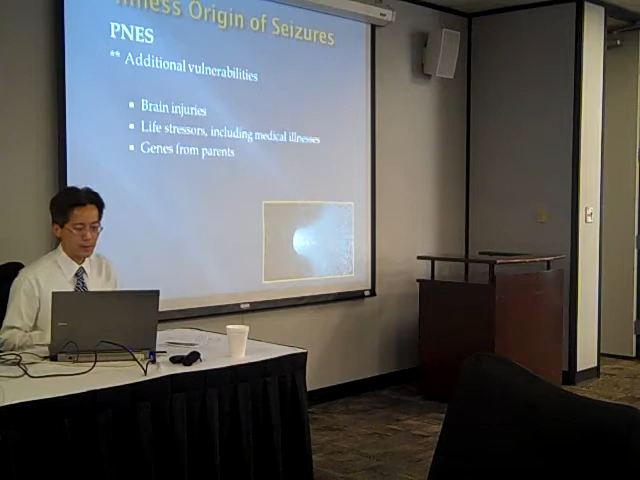 Illness Origin of Seizures
PNES
** Additional vulnerabilities
▪ Brain injuries
▪ Life stressors, including medical illnesses
▪ Genes from parents